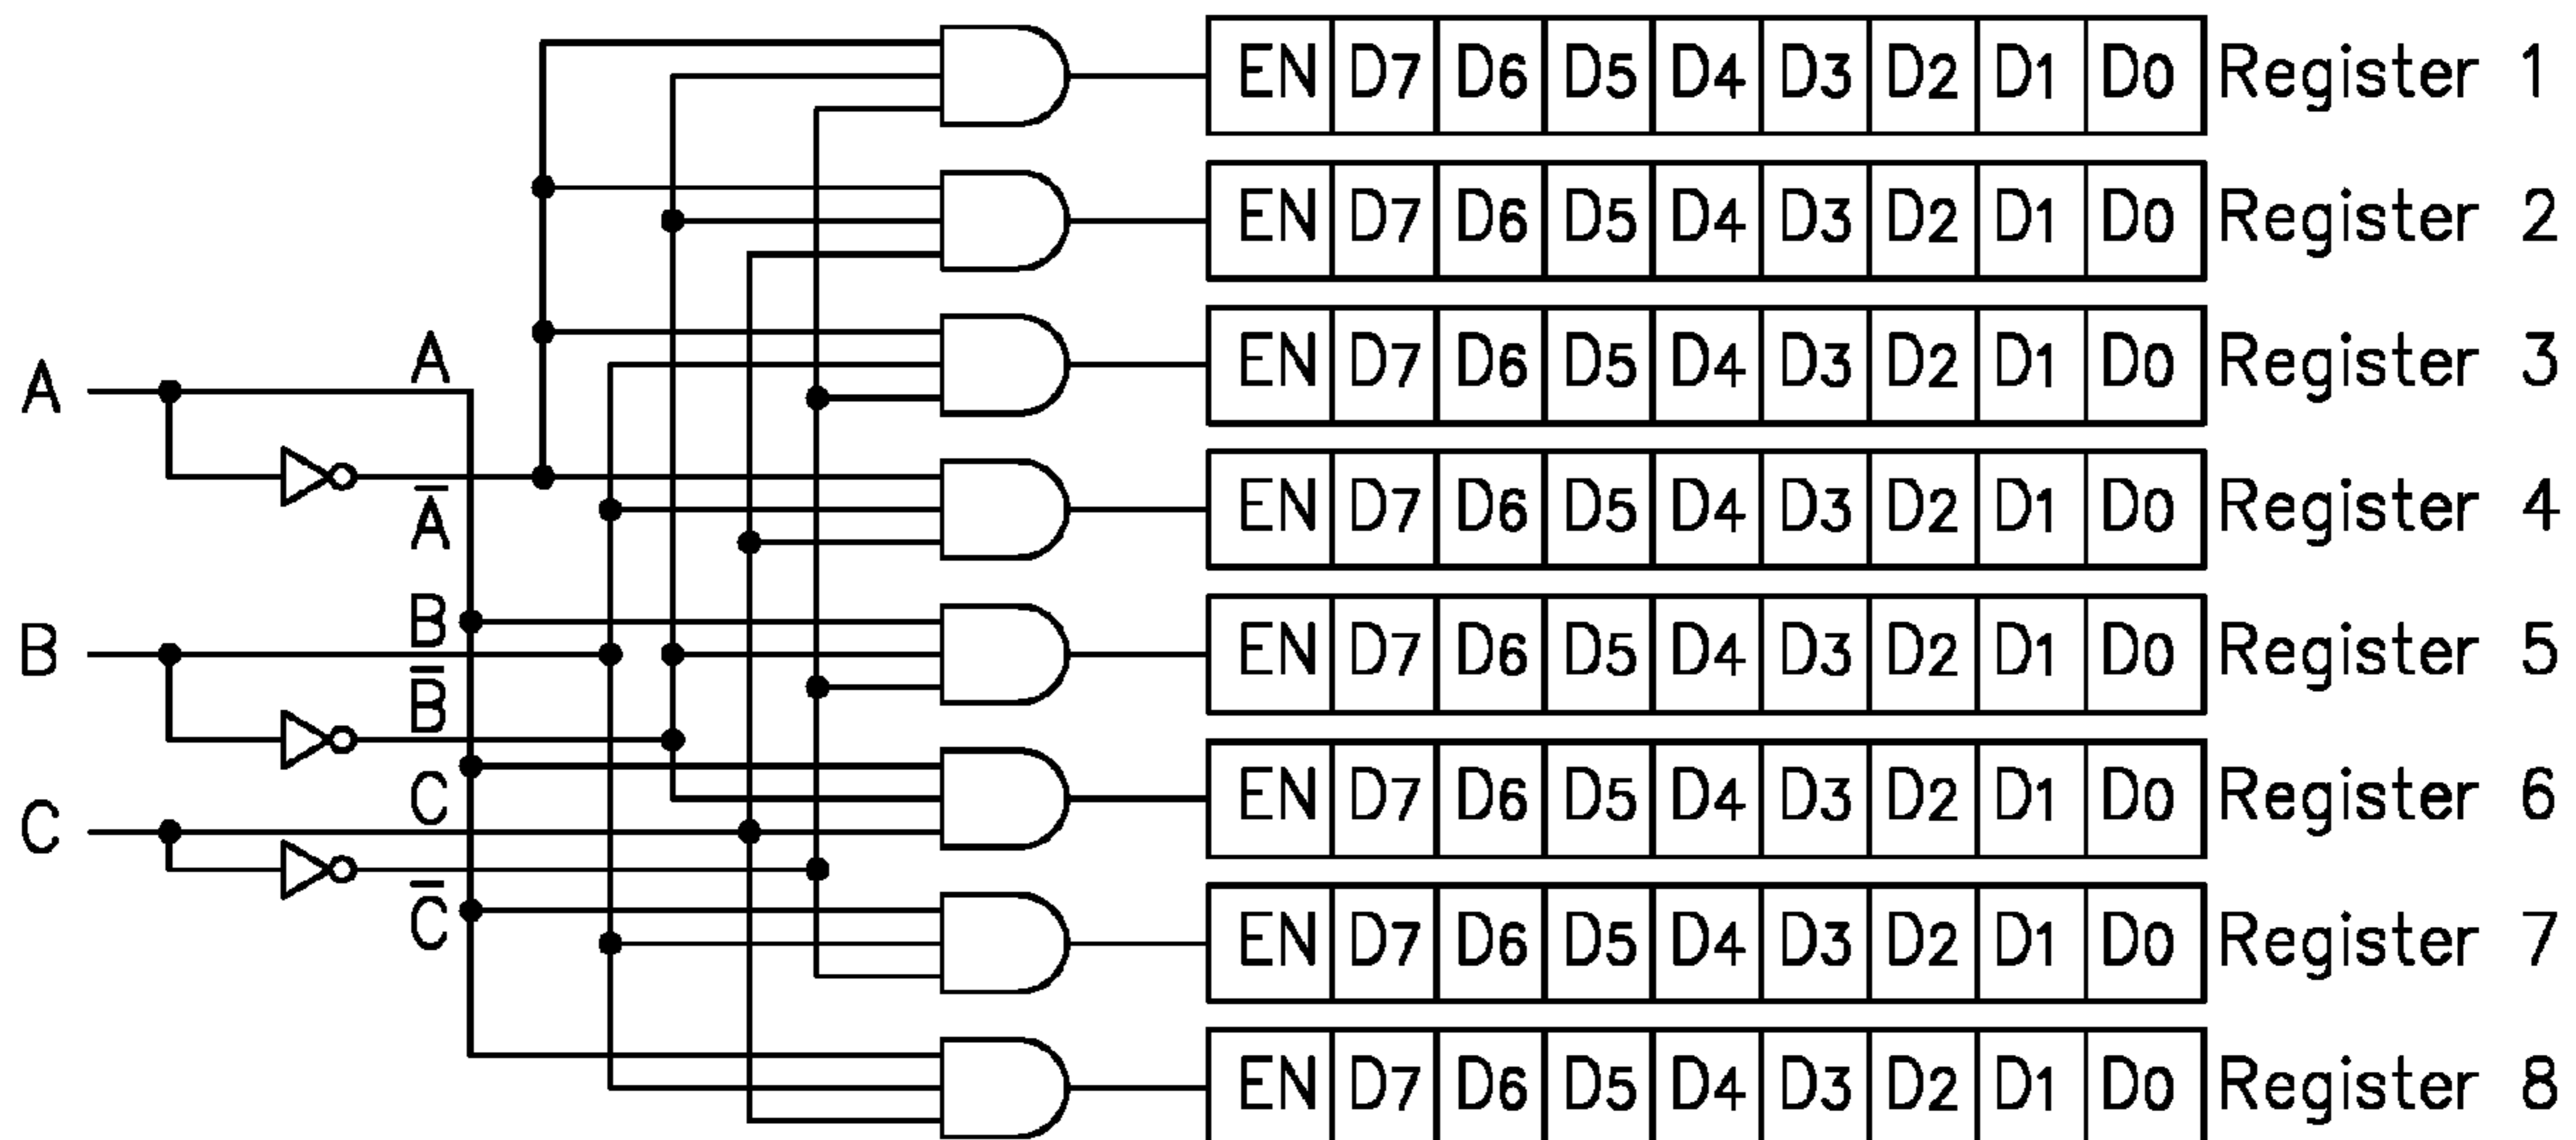 EN D7 D6 D5 D4 D3 D2 D1 D0 Register 1
EN D7 D6 D5 D4 D3 D2 D1 D0 Register 2
EN D7 D6 D5 D4 D3 D2 D1 D0 Register 3
A A
A̅
EN D7 D6 D5 D4 D3 D2 D1 D0 Register 4
B B
B̅
EN D7 D6 D5 D4 D3 D2 D1 D0 Register 5
C C
C̅
EN D7 D6 D5 D4 D3 D2 D1 D0 Register 6
EN D7 D6 D5 D4 D3 D2 D1 D0 Register 7
EN D7 D6 D5 D4 D3 D2 D1 D0 Register 8